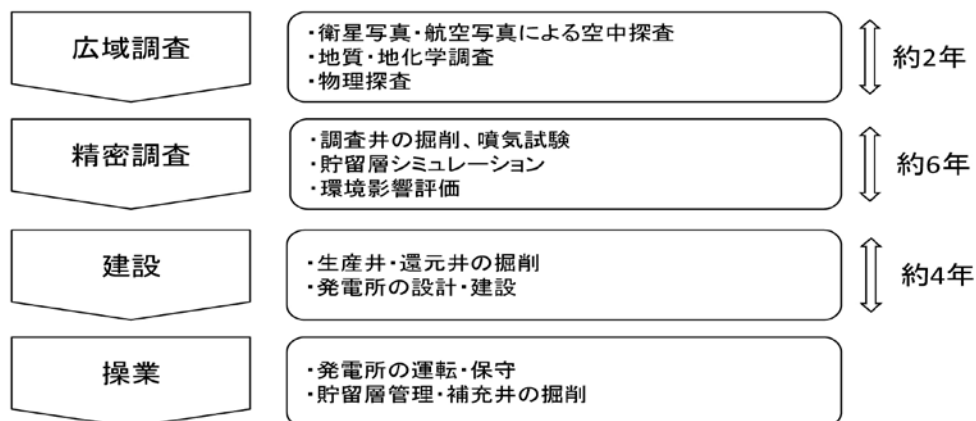 広域調査
・衛星写真・航空写真による空中探査
・地質・地化学調査
・物理探査
約2年
精密調査
・調査井の掘削、噴気試験
・貯留層シミュレーション
・環境影響評価
約6年
建設
・生産井・還元井の掘削
・発電所の設計・建設
約4年
操業
・発電所の運転・保守
・貯留層管理・補充井の掘削